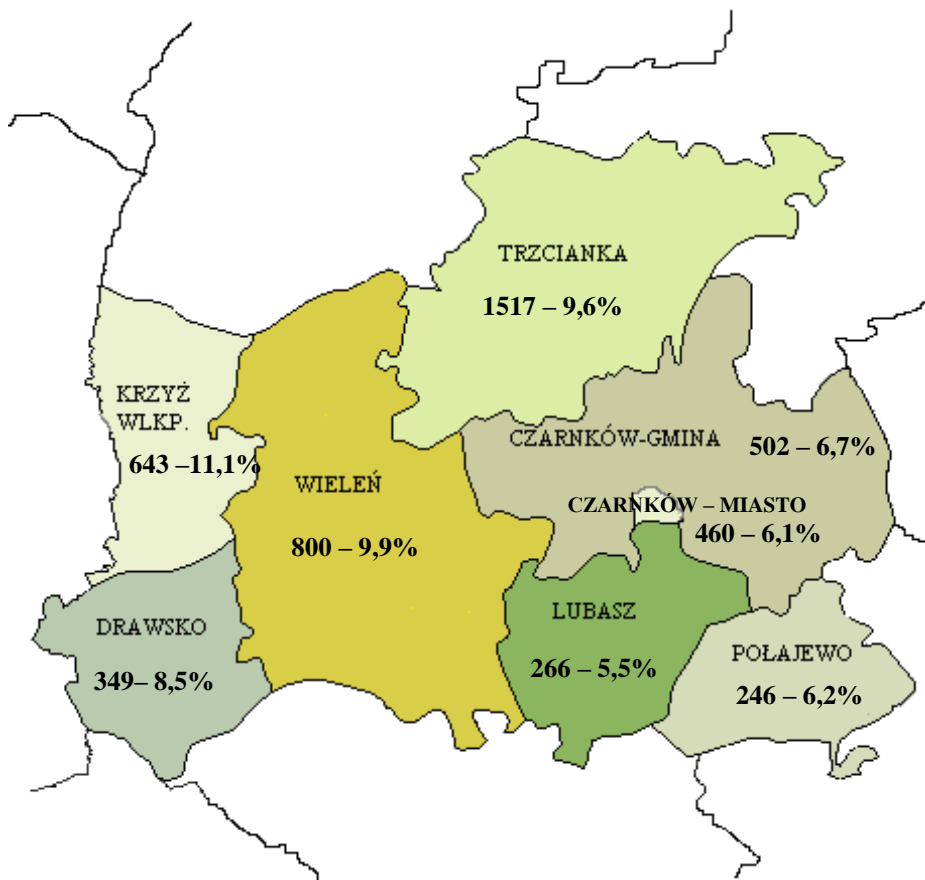 TRZCIANKA
1517 – 9,6%
KRZYŻ
WLKP.
643 –11,1%
WIELEŃ
800 – 9,9%
CZARNKÓW-GMINA
502 – 6,7%
CZARNKÓW – MIASTO
460 – 6,1%
DRAWSKO
349– 8,5%
LUBASZ
266 – 5,5%
POŁAJEWO
246 – 6,2%